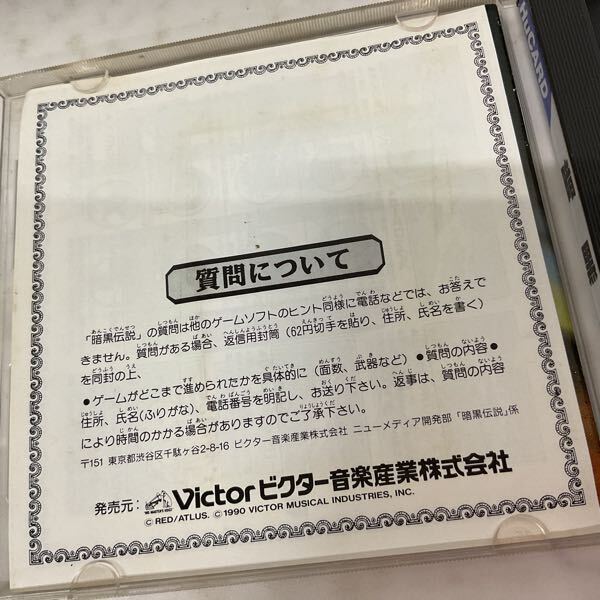 質問について
「暗黒伝説」の質問は他のゲームソフトのヒント同様に電話などでは、お答えで
きません。質問がある場合、返信用封筒（62円切手を貼り、住所、氏名を書く）
を同封の上、
●ゲームがどこまで進められたかを具体的に（面数、武器など）●質問の内容●
住所、氏名（ふりがな）、電話番号を明記し、お送り下さい。返事は、質問の内容
により時間のかかる場合がありますのでご了承下さい。
〒151 東京都渋谷区千駄ヶ谷2-8-16 ビクター音楽産業株式会社 ニューメディア開発部「暗黒伝説」係
発売元： Victor ビクター音楽産業株式会社
"HIS MASTER'S VOICE"
© RED/ATLUS. © 1990 VICTOR MUSICAL INDUSTRIES, INC.
HuCARD